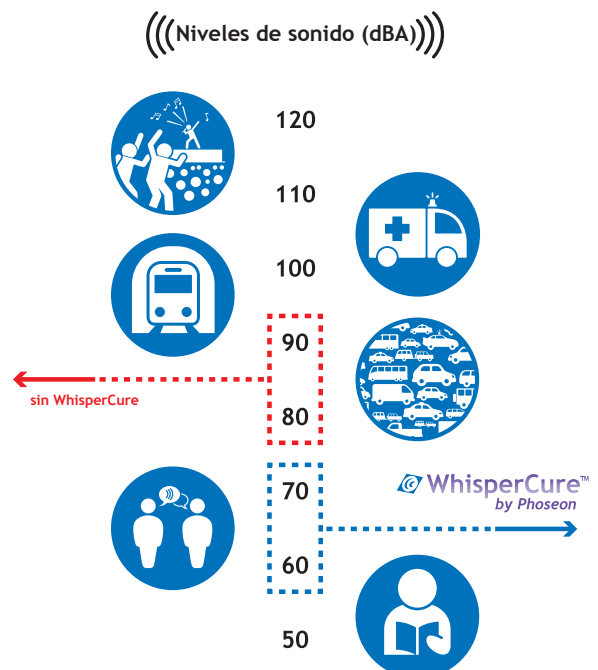 Niveles de sonido (dBA)
120
110
100
90
sin WhisperCure
80
70
WhisperCure™
by Phoseon
60
50